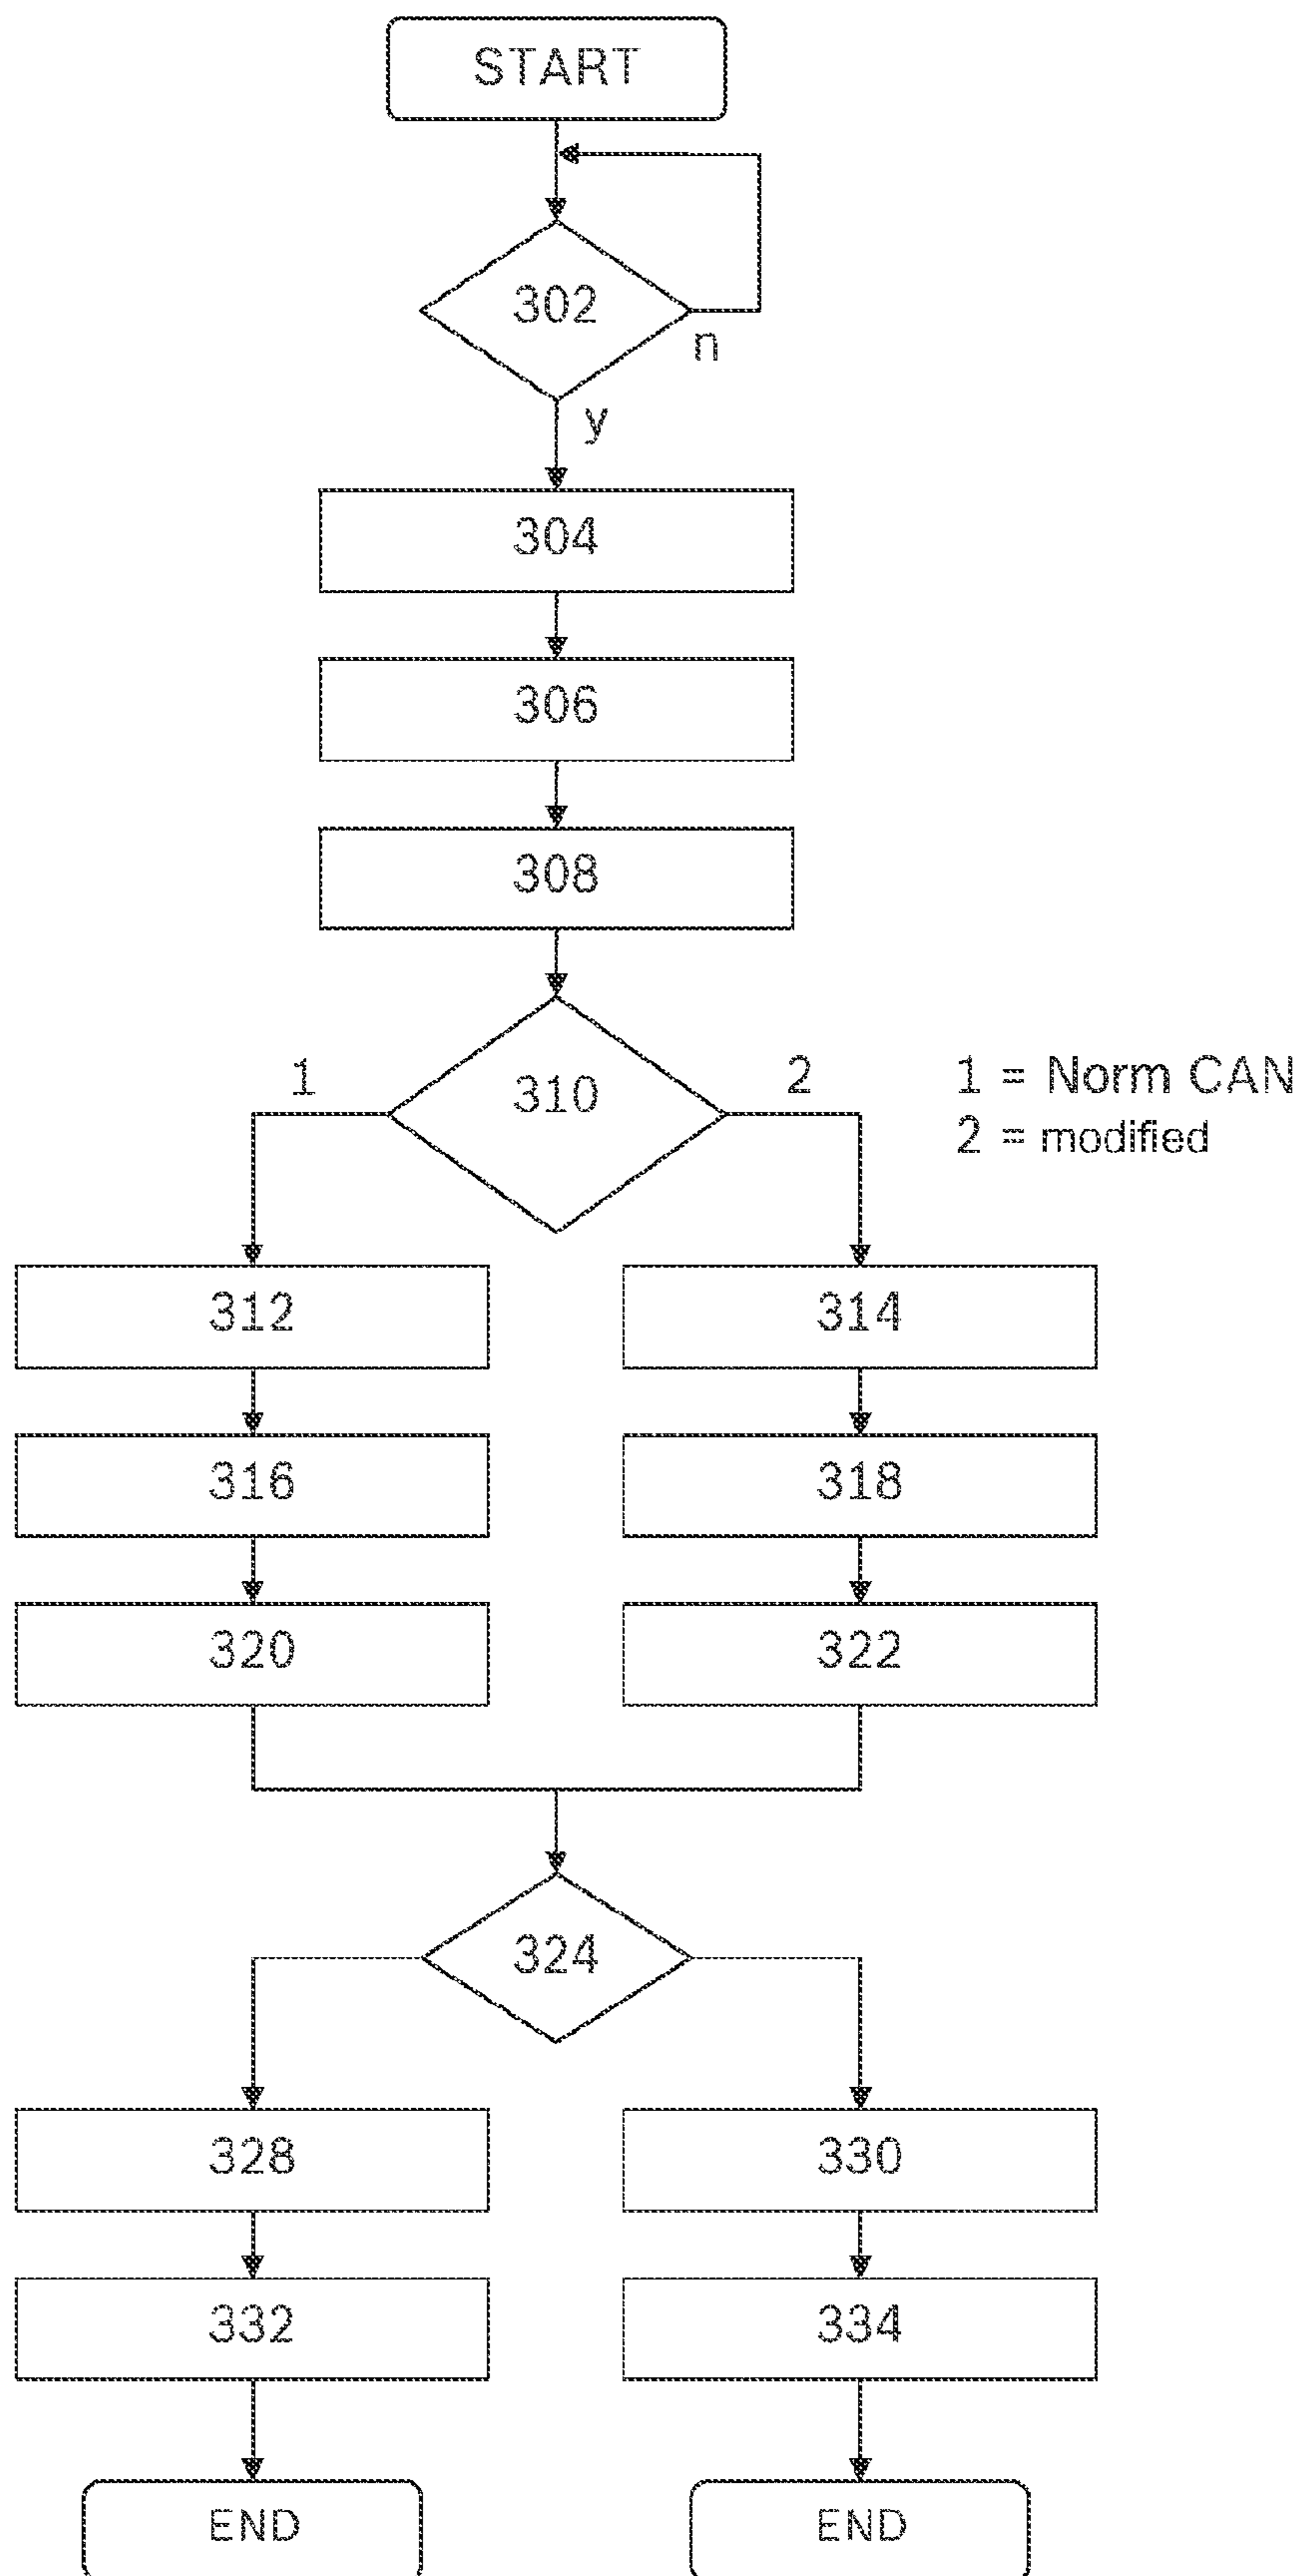 START
302
n
y
304
306
308
1
310
2
1 = Norm CAN
2 = modified
312
314
316
318
320
322
324
328
330
332
334
END
END